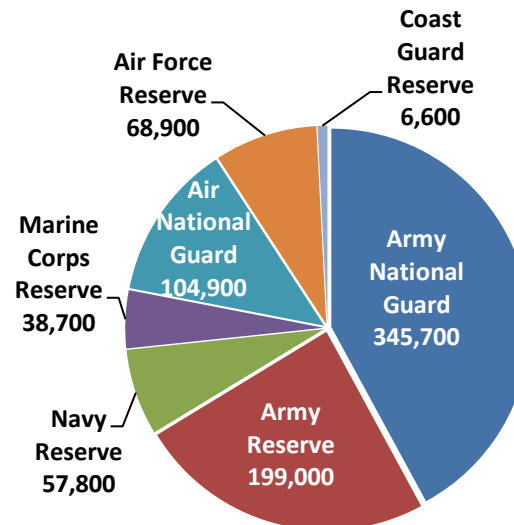 Coast
Guard
Reserve
6,600
Air Force
Reserve
68,900
Air
National
Guard
104,900
Marine
Corps
Reserve
38,700
Army
National
Guard
345,700
Navy
Reserve
57,800
Army
Reserve
199,000